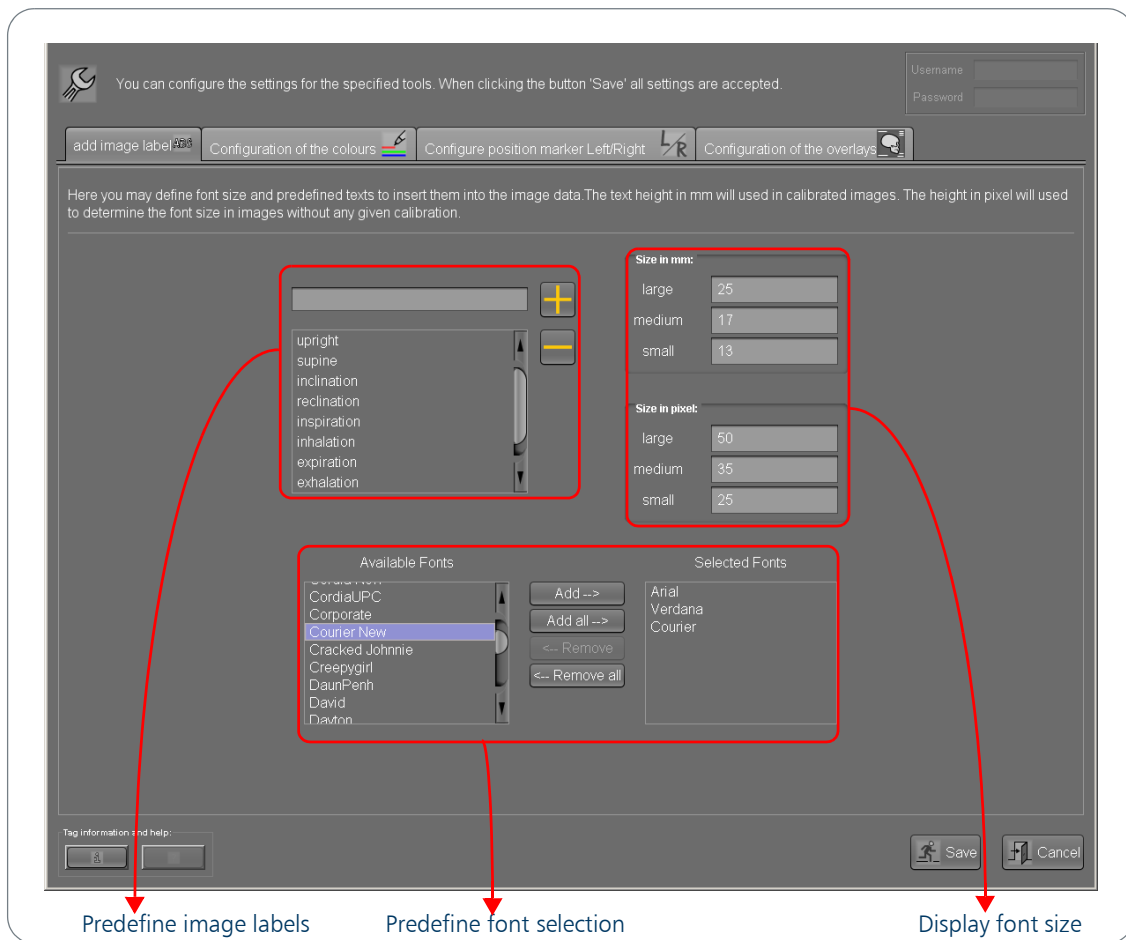 You can configure the settings for the specified tools. When clicking the button 'Save' all settings are accepted.
Username
Password
add image label ABC
Configuration of the colours
Configure position marker Left/Right L/R
Configuration of the overlays
Here you may define font size and predefined texts to insert them into the image data.The text height in mm will used in calibrated images. The height in pixel will used
to determine the font size in images without any given calibration.
upright
supine
inclination
reclination
inspiration
inhalation
expiration
exhalation
Size in mm:
large 25
medium 17
small 13
Size in pixel:
large 50
medium 35
small 25
Available Fonts
CordiaUPC
Corporate
Courier New
Cracked Johnnie
Creepygirl
DaunPenh
David
Dayton
Add -->
Add all -->
<-- Remove
<-- Remove all
Selected Fonts
Arial
Verdana
Courier
Tag information and help:
i
Save
Cancel
Predefine image labels
Predefine font selection
Display font size